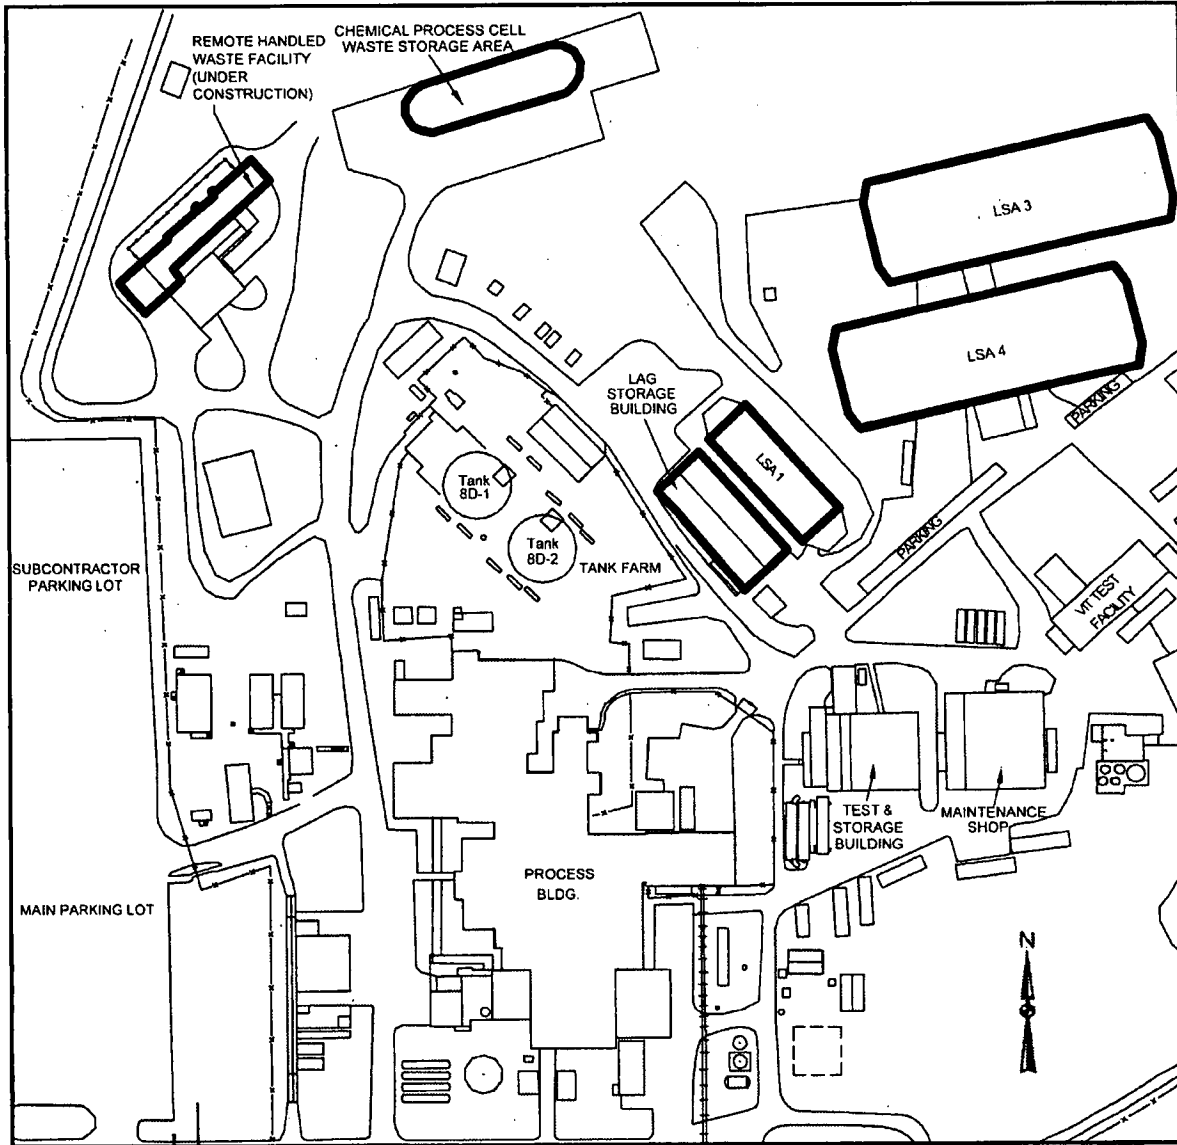 REMOTE HANDLED
WASTE FACILITY
(UNDER
CONSTRUCTION)
CHEMICAL PROCESS CELL
WASTE STORAGE AREA
LSA 3
LSA 4
LAG
STORAGE
BUILDING
LSA 1
PARKING
PARKING
Tank
8D-1
Tank
8D-2
TANK FARM
SUBCONTRACTOR
PARKING LOT
VIT TEST
FACILITY
TEST &
STORAGE
BUILDING
MAINTENANCE
SHOP
PROCESS
BLDG.
MAIN PARKING LOT
N